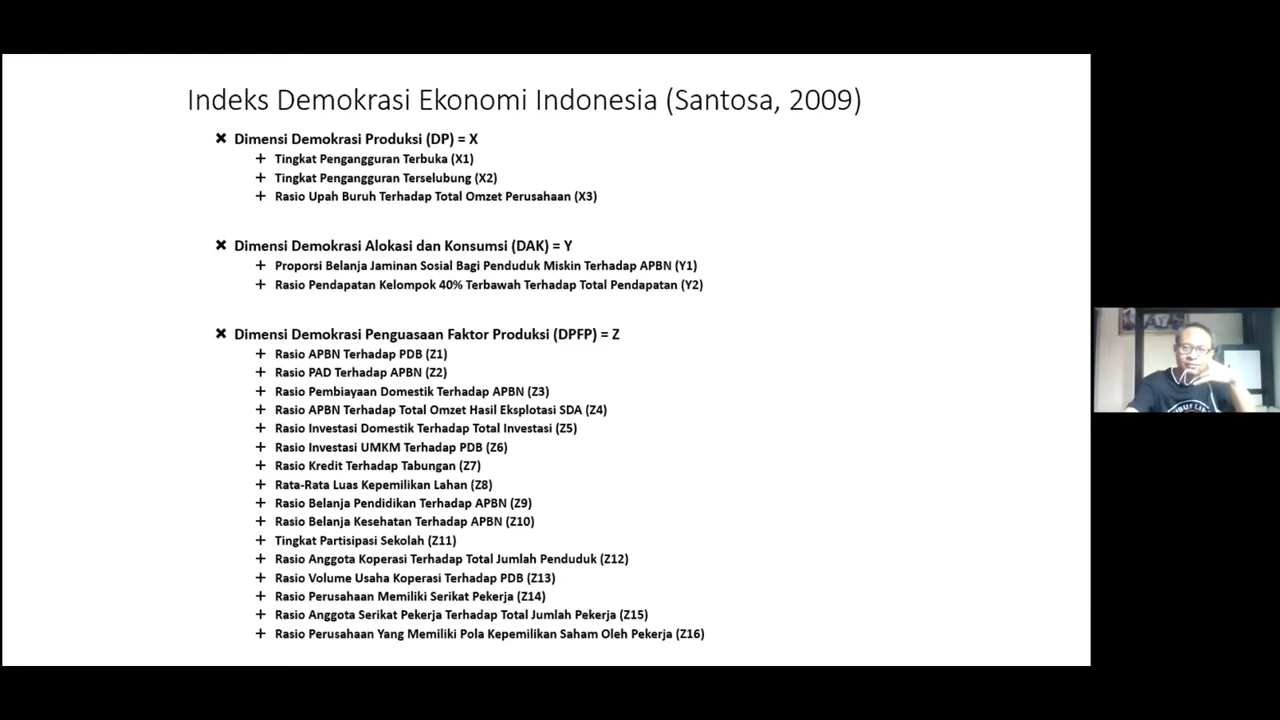 Indeks Demokrasi Ekonomi Indonesia (Santosa, 2009)
Dimensi Demokrasi Produksi (DP) = X
Tingkat Pengangguran Terbuka (X1)
Tingkat Pengangguran Terselubung (X2)
Rasio Upah Buruh Terhadap Total Omzet Perusahaan (X3)
Dimensi Demokrasi Alokasi dan Konsumsi (DAK) = Y
Proporsi Belanja Jaminan Sosial Bagi Penduduk Miskin Terhadap APBN (Y1)
Rasio Pendapatan Kelompok 40% Terbawah Terhadap Total Pendapatan (Y2)
Dimensi Demokrasi Penguasaan Faktor Produksi (DPFP) = Z
Rasio APBN Terhadap PDB (Z1)
Rasio PAD Terhadap APBN (Z2)
Rasio Pembiayaan Domestik Terhadap APBN (Z3)
Rasio APBN Terhadap Total Omzet Hasil Eksplotasi SDA (Z4)
Rasio Investasi Domestik Terhadap Total Investasi (Z5)
Rasio Investasi UMKM Terhadap PDB (Z6)
Rasio Kredit Terhadap Tabungan (Z7)
Rata-Rata Luas Kepemilikan Lahan (Z8)
Rasio Belanja Pendidikan Terhadap APBN (Z9)
Rasio Belanja Kesehatan Terhadap APBN (Z10)
Tingkat Partisipasi Sekolah (Z11)
Rasio Anggota Koperasi Terhadap Total Jumlah Penduduk (Z12)
Rasio Volume Usaha Koperasi Terhadap PDB (Z13)
Rasio Perusahaan Memiliki Serikat Pekerja (Z14)
Rasio Anggota Serikat Pekerja Terhadap Total Jumlah Pekerja (Z15)
Rasio Perusahaan Yang Memiliki Pola Kepemilikan Saham Oleh Pekerja (Z16)